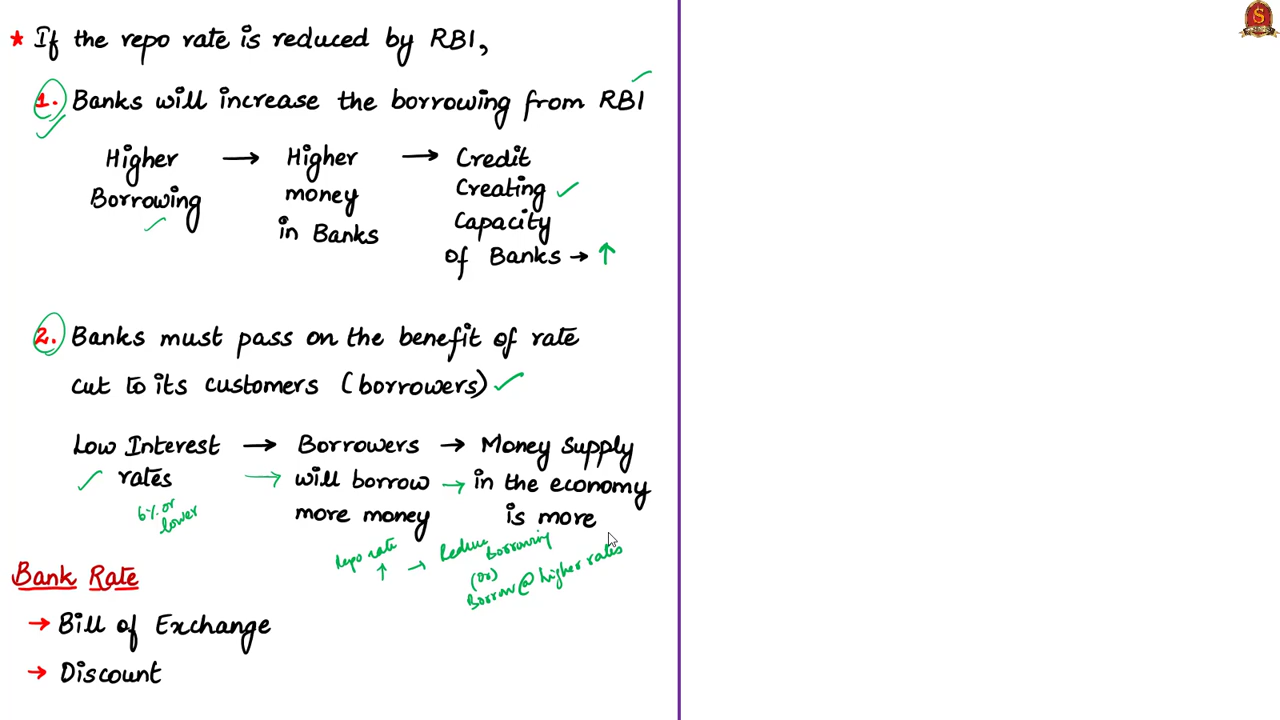 * If the repo rate is reduced by RBI,
1. Banks will increase the borrowing from RBI
Higher Borrowing → Higher money in Banks → Credit Creating Capacity of Banks → ↑
2. Banks must pass on the benefit of rate
cut to its customers (borrowers)
Low Interest rates → Borrowers will borrow more money → Money Supply in the economy is more
6% or lower
Repo rate ↑ → Reduce Borrowing
(or)
Borrow @ higher rates
Bank Rate
→ Bill of Exchange
→ Discount
S